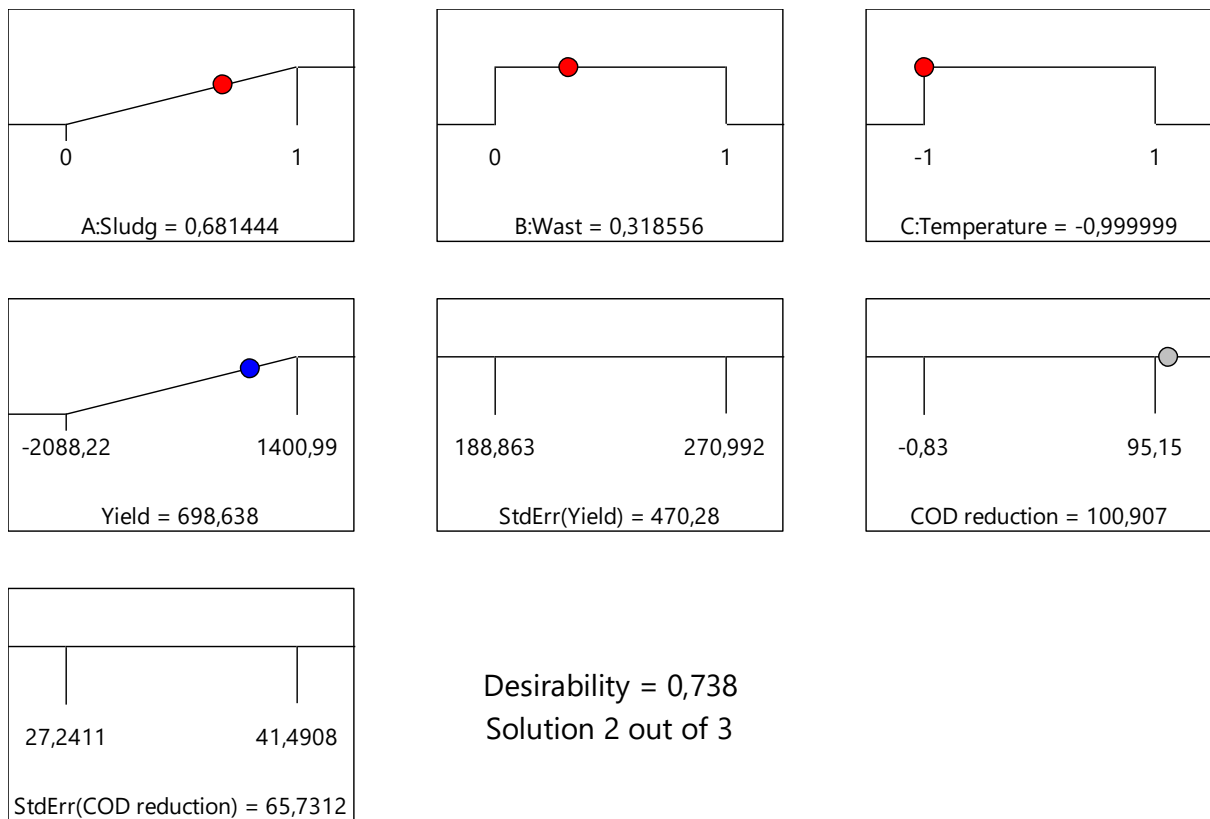 0 1
A:Sludg = 0,681444
0 1
B:Wast = 0,318556
-1 1
C:Temperature = -0,999999
-2088,22 1400,99
Yield = 698,638
188,863 270,992
StdErr(Yield) = 470,28
-0,83 95,15
COD reduction = 100,907
27,2411 41,4908
StdErr(COD reduction) = 65,7312
Desirability = 0,738
Solution 2 out of 3